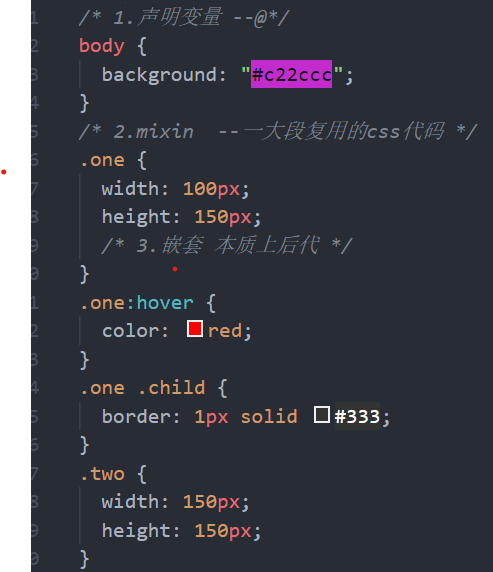 1 /* 1.声明变量 --@*/
2 body {
3 background: "#c22ccc";
4 }
5 /* 2.mixin --一大段复用的css代码 */
6 .one {
7 width: 100px;
8 height: 150px;
9 /* 3.嵌套 本质上后代 */
0 }
1 .one:hover {
2 color: red;
3 }
4 .one .child {
5 border: 1px solid #333;
6 }
7 .two {
8 width: 150px;
9 height: 150px;
0 }